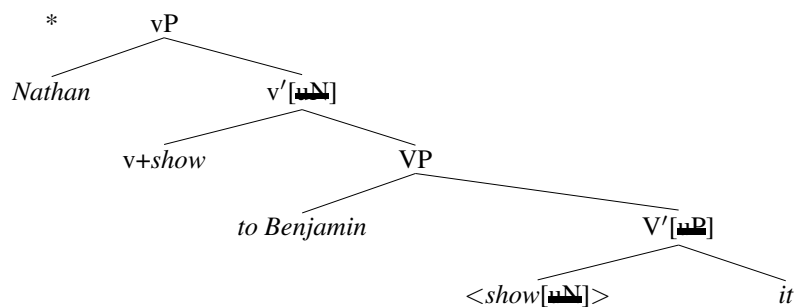 * vP
Nathan v′[uN]
v+show VP
to Benjamin V′[uP]
<show[uN]> it